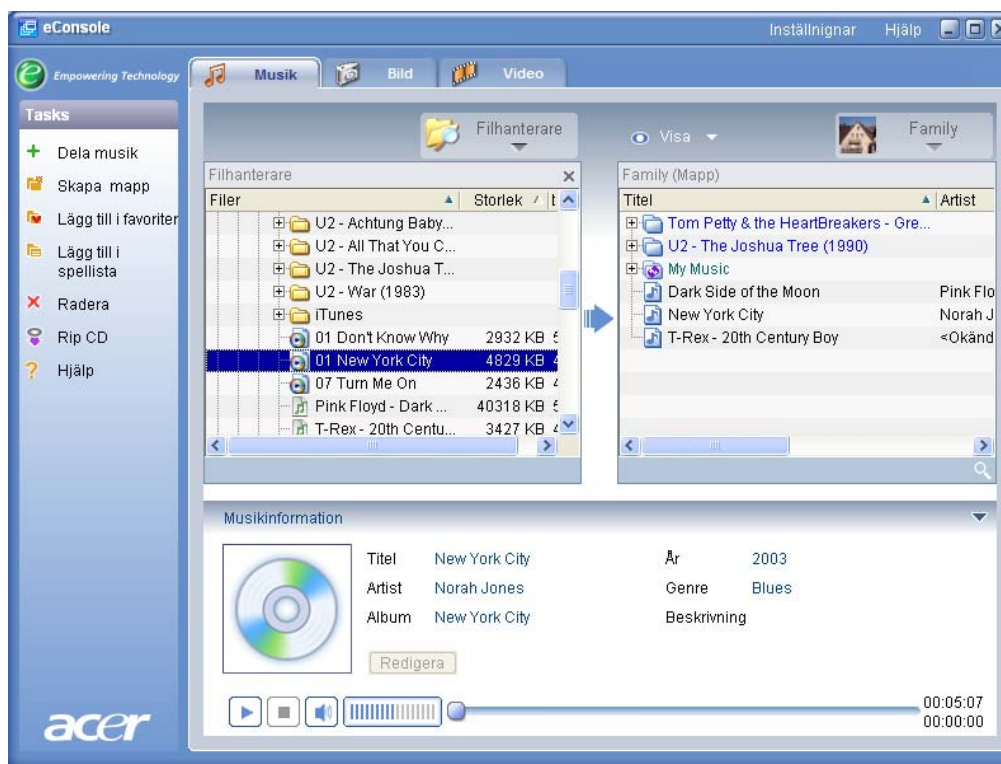 eConsole
Inställnignar Hjälp
Empowering Technology
Musik Bild Video
Tasks
Dela musik
Skapa mapp
Lägg till i favoriter
Lägg till i
spellista
Radera
Rip CD
Hjälp
acer
Filhanterare
Visa
Family
Filhanterare
Filer Storlek
U2 - Achtung Baby...
U2 - All That You C...
U2 - The Joshua T...
U2 - War (1983)
iTunes
01 Don't Know Why 2932 KB
01 New York City 4829 KB
07 Turn Me On 2436 KB
Pink Floyd - Dark ... 40318 KB
T-Rex - 20th Centu... 3427 KB
Family (Mapp)
Titel Artist
Tom Petty & the HeartBreakers - Gre...
U2 - The Joshua Tree (1990)
My Music
Dark Side of the Moon Pink Flo
New York City Norah J
T-Rex - 20th Century Boy <Okänd
Musikinformation
Titel New York City
Artist Norah Jones
Album New York City
År 2003
Genre Blues
Beskrivning
Redigera
00:05:07
00:00:00